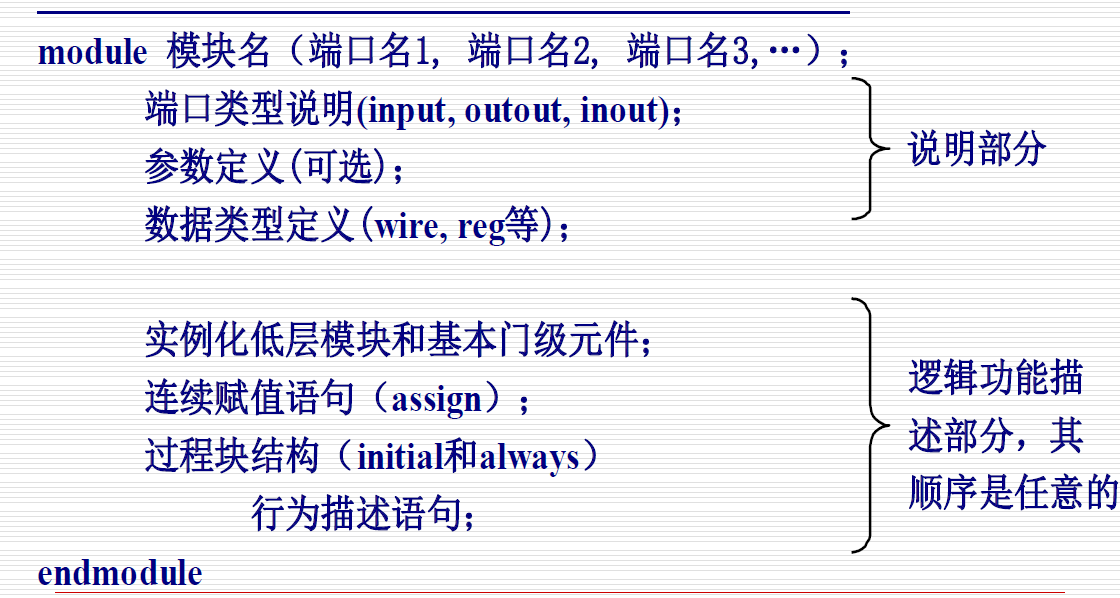 module 模块名（端口名1, 端口名2, 端口名3,…）;
端口类型说明(input, outout, inout);
参数定义(可选);
数据类型定义(wire, reg等);
说明部分
实例化低层模块和基本门级元件;
连续赋值语句（assign）;
过程块结构（initial和always）
行为描述语句;
逻辑功能描
述部分，其
顺序是任意的
endmodule